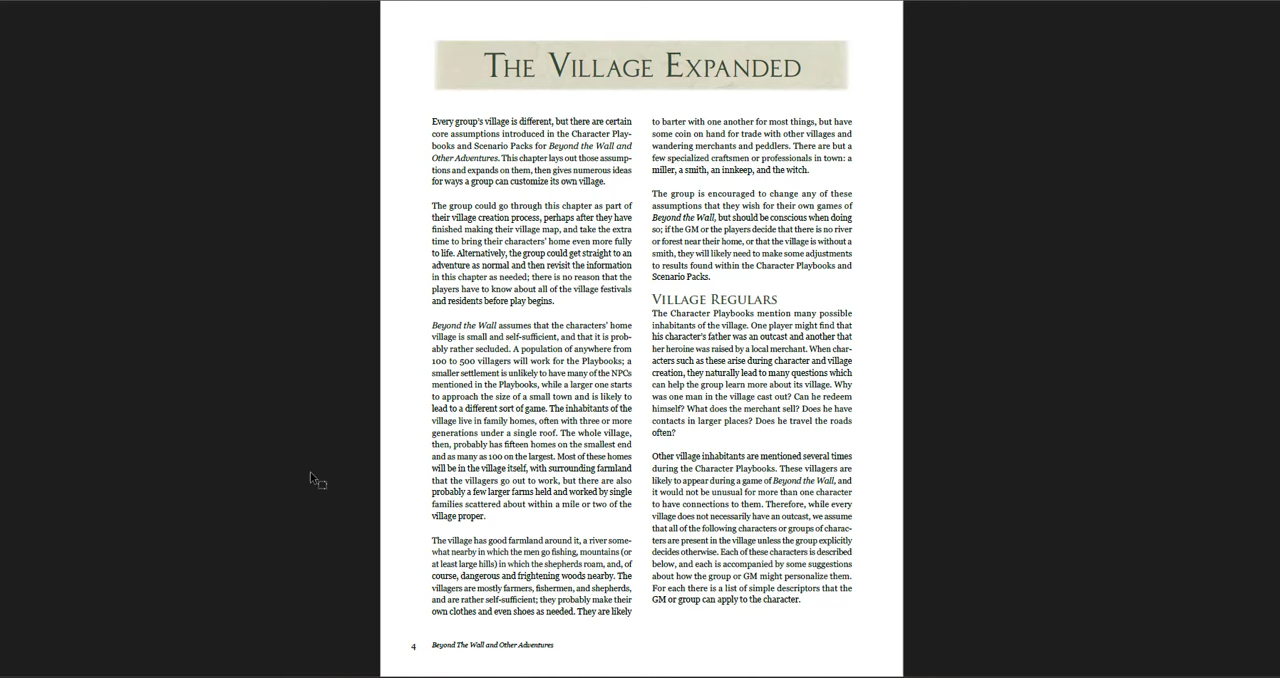 The Village Expanded
Every group's village is different, but there are certain
core assumptions introduced in the Character Play-
books and Scenario Packs for Beyond the Wall and
Other Adventures. This chapter lays out those assump-
tions and expands on them, then gives numerous ideas
for ways a group can customize its own village.
The group could go through this chapter as part of
their village creation process, perhaps after they have
finished making their village map, and take the extra
time to bring their characters' home even more fully
to life. Alternatively, the group could get straight to an
adventure as normal and then revisit the information
in this chapter as needed; there is no reason that the
players have to know about all of the village festivals
and residents before play begins.
Beyond the Wall assumes that the characters' home
village is small and self-sufficient, and that it is prob-
ably rather secluded. A population of anywhere from
100 to 500 villagers will work for the Playbooks; a
smaller settlement is unlikely to have many of the NPCs
mentioned in the Playbooks, while a larger one starts
to approach the size of a small town and is likely to
lead to a different sort of game. The inhabitants of the
village live in family homes, often with three or more
generations under a single roof. The whole village,
then, probably has fifteen homes on the smallest end
and as many as 100 on the largest. Most of these homes
will be in the village itself, with surrounding farmland
that the villagers go out to work, but there are also
probably a few larger farms held and worked by single
families scattered about within a mile or two of the
village proper.
The village has good farmland around it, a river some-
what nearby in which the men go fishing, mountains (or
at least large hills) in which the shepherds roam, and, of
course, dangerous and frightening woods nearby. The
villagers are mostly farmers, fishermen, and shepherds,
and are rather self-sufficient; they probably make their
own clothes and even shoes as needed. They are likely
to barter with one another for most things, but have
some coin on hand for trade with other villages and
wandering merchants and peddlers. There are but a
few specialized craftsmen or professionals in town: a
miller, a smith, an innkeep, and the witch.
The group is encouraged to change any of these
assumptions that they wish for their own games of
Beyond the Wall, but should be conscious when doing
so; if the GM or the players decide that there is no river
or forest near their home, or that the village is without a
smith, they will likely need to make some adjustments
to results found within the Character Playbooks and
Scenario Packs.
Village Regulars
The Character Playbooks mention many possible
inhabitants of the village. One player might find that
his character's father was an outcast and another that
her heroine was raised by a local merchant. When char-
acters such as these arise during character and village
creation, they naturally lead to many questions which
can help the group learn more about its village. Why
was one man in the village cast out? Can he redeem
himself? What does the merchant sell? Does he have
contacts in larger places? Does he travel the roads
often?
Other village inhabitants are mentioned several times
during the Character Playbooks. These villagers are
likely to appear during a game of Beyond the Wall, and
it would not be unusual for more than one character
to have connections to them. Therefore, while every
village does not necessarily have an outcast, we assume
that all of the following characters or groups of charac-
ters are present in the village unless the group explicitly
decides otherwise. Each of these characters is described
below, and each is accompanied by some suggestions
about how the group or GM might personalize them.
For each there is a list of simple descriptors that the
GM or group can apply to the character.
4 Beyond The Wall and Other Adventures